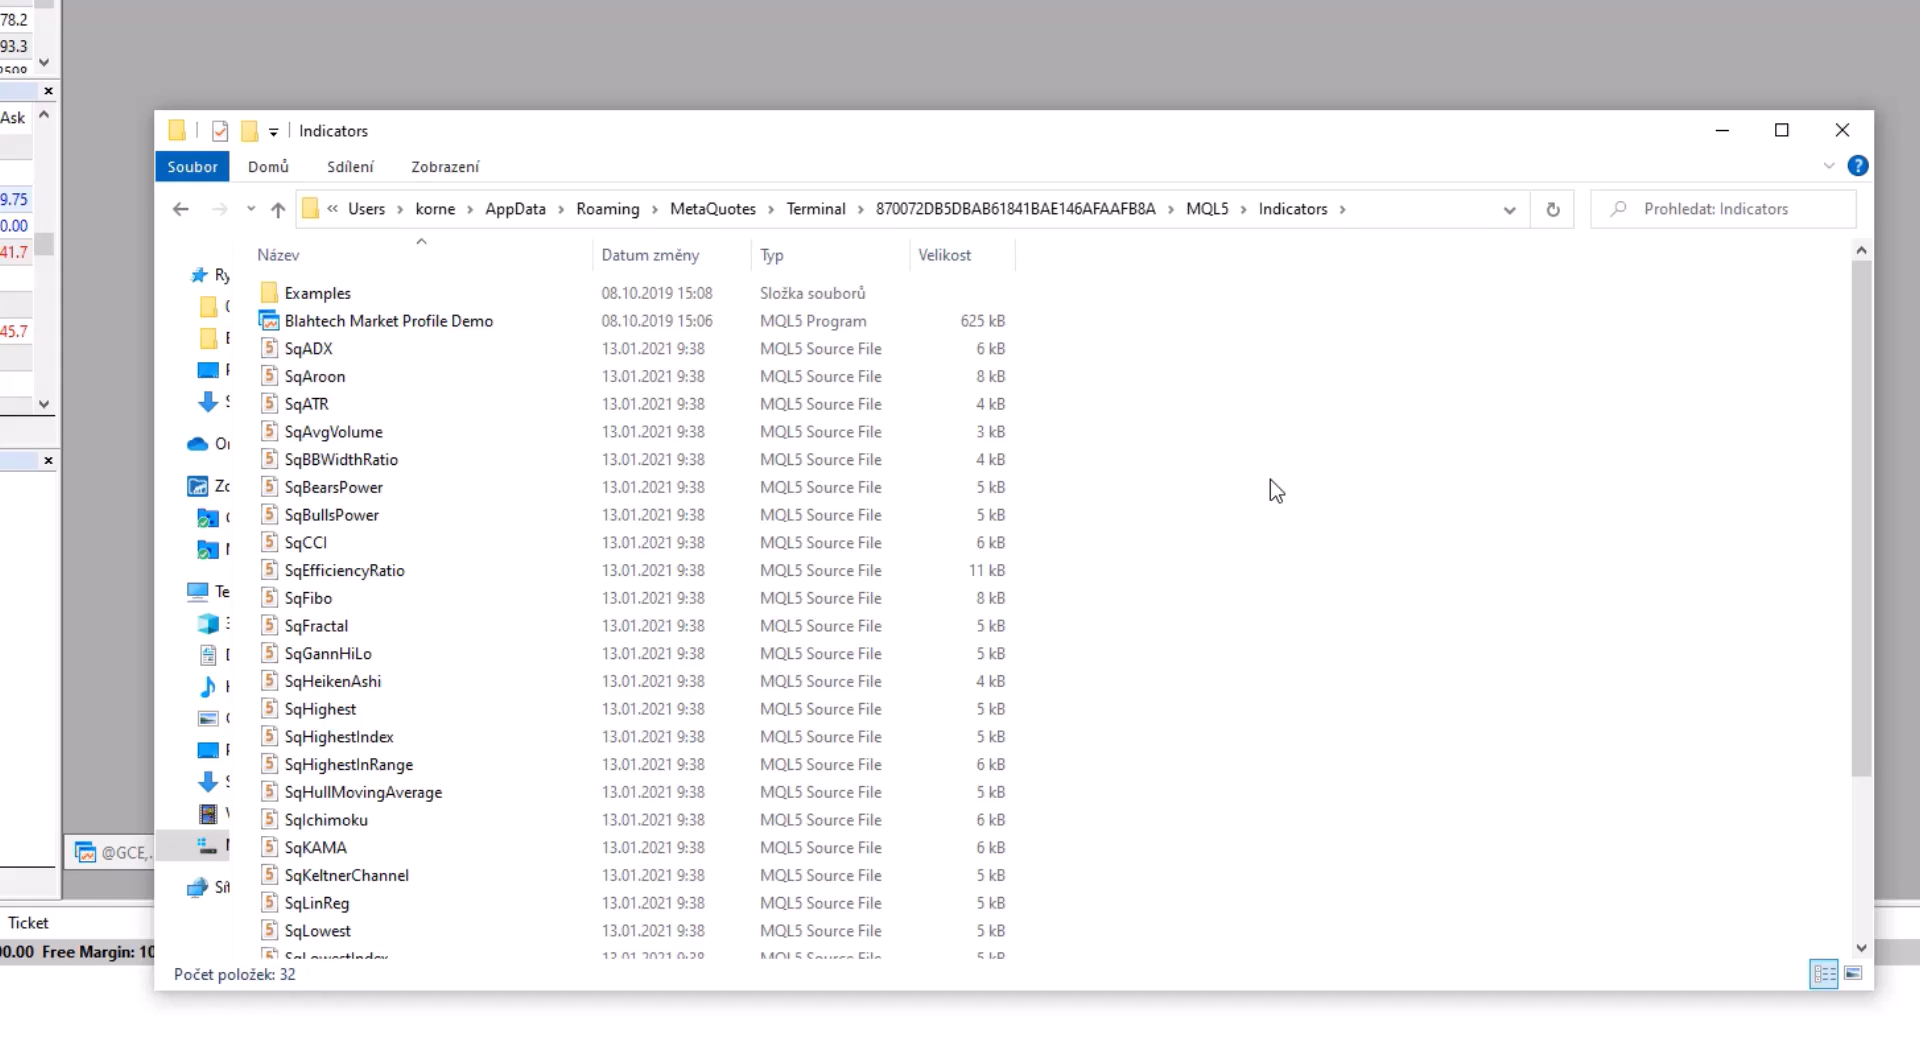 78.2
93.3
Ask
9.75
0.00
41.7
45.7
@GCE,.
Ticket
00.00 Free Margin: 10
Indicators
Soubor Domů Sdílení Zobrazení
« Users › korne › AppData › Roaming › MetaQuotes › Terminal › 870072DB5DBAB61841BAE146AFAAFB8A › MQL5 › Indicators ›
Prohledat: Indicators
Název Datum změny Typ Velikost
Examples 08.10.2019 15:08 Složka souborů
Blahtech Market Profile Demo 08.10.2019 15:06 MQL5 Program 625 kB
SqADX 13.01.2021 9:38 MQL5 Source File 6 kB
SqAroon 13.01.2021 9:38 MQL5 Source File 8 kB
SqATR 13.01.2021 9:38 MQL5 Source File 4 kB
SqAvgVolume 13.01.2021 9:38 MQL5 Source File 3 kB
SqBBWidthRatio 13.01.2021 9:38 MQL5 Source File 4 kB
SqBearsPower 13.01.2021 9:38 MQL5 Source File 5 kB
SqBullsPower 13.01.2021 9:38 MQL5 Source File 5 kB
SqCCI 13.01.2021 9:38 MQL5 Source File 6 kB
SqEfficiencyRatio 13.01.2021 9:38 MQL5 Source File 11 kB
SqFibo 13.01.2021 9:38 MQL5 Source File 8 kB
SqFractal 13.01.2021 9:38 MQL5 Source File 5 kB
SqGannHiLo 13.01.2021 9:38 MQL5 Source File 5 kB
SqHeikenAshi 13.01.2021 9:38 MQL5 Source File 4 kB
SqHighest 13.01.2021 9:38 MQL5 Source File 5 kB
SqHighestIndex 13.01.2021 9:38 MQL5 Source File 5 kB
SqHighestInRange 13.01.2021 9:38 MQL5 Source File 6 kB
SqHullMovingAverage 13.01.2021 9:38 MQL5 Source File 5 kB
SqIchimoku 13.01.2021 9:38 MQL5 Source File 6 kB
SqKAMA 13.01.2021 9:38 MQL5 Source File 6 kB
SqKeltnerChannel 13.01.2021 9:38 MQL5 Source File 5 kB
SqLinReg 13.01.2021 9:38 MQL5 Source File 5 kB
SqLowest 13.01.2021 9:38 MQL5 Source File 5 kB
SqLowestIndex 13.01.2021 9:38 MQL5 Source File 5 kB
Počet položek: 32